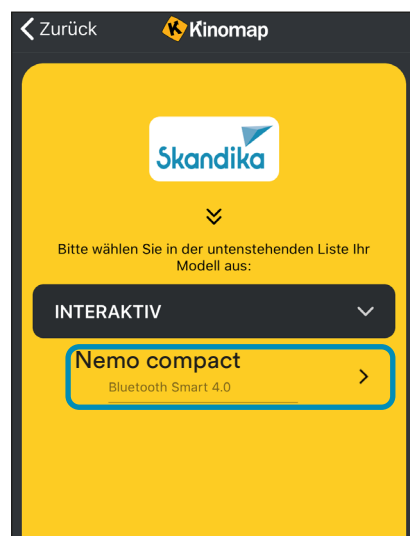 Zurück
Kinomap
Skandika
Bitte wählen Sie in der untenstehenden Liste Ihr
Modell aus:
INTERAKTIV
Nemo compact
Bluetooth Smart 4.0